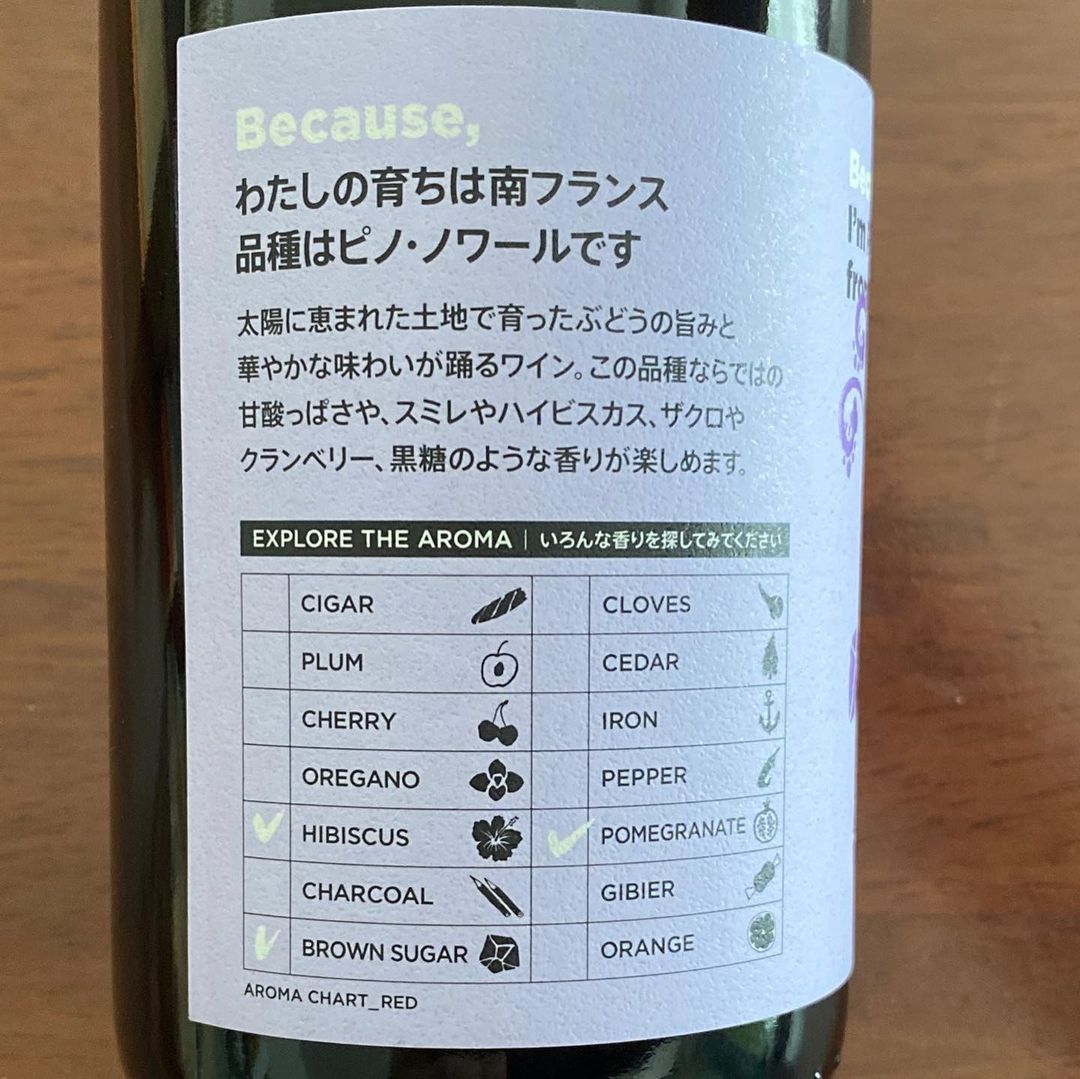 Because,
わたしの育ちは南フランス
品種はピノ・ノワールです
太陽に恵まれた土地で育ったぶどうの旨みと
華やかな味わいが踊るワイン。この品種ならではの
甘酸っぱさや、スミレやハイビスカス、ザクロや
クランベリー、黒糖のような香りが楽しめます。
EXPLORE THE AROMA | いろんな香りを探してみてください
CIGAR
CLOVES
PLUM
CEDAR
CHERRY
IRON
OREGANO
PEPPER
HIBISCUS
POMEGRANATE
CHARCOAL
GIBIER
BROWN SUGAR
ORANGE
AROMA CHART_RED
I'm